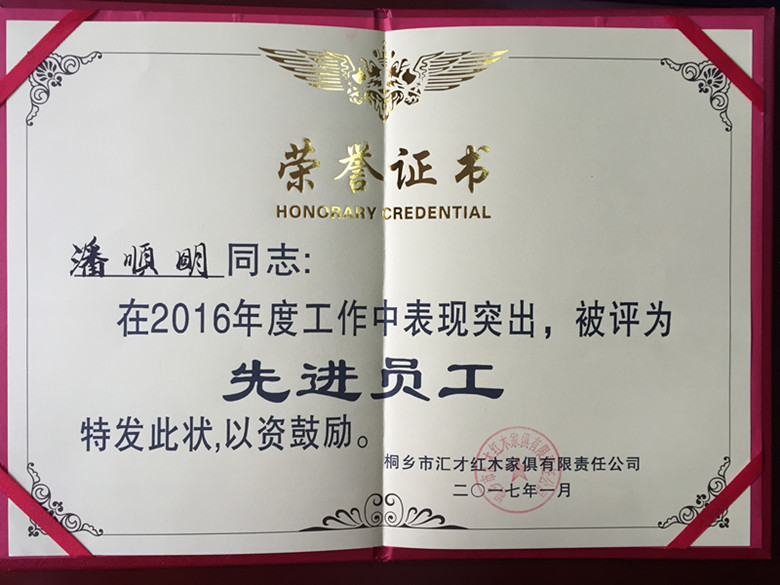 荣誉证书
HONORARY CREDENTIAL
潘順明同志:
在2016年度工作中表现突出，被评为
先进员工
特发此状,以资鼓励。
桐乡市汇才红木家俱有限责任公司
二〇一七年一月